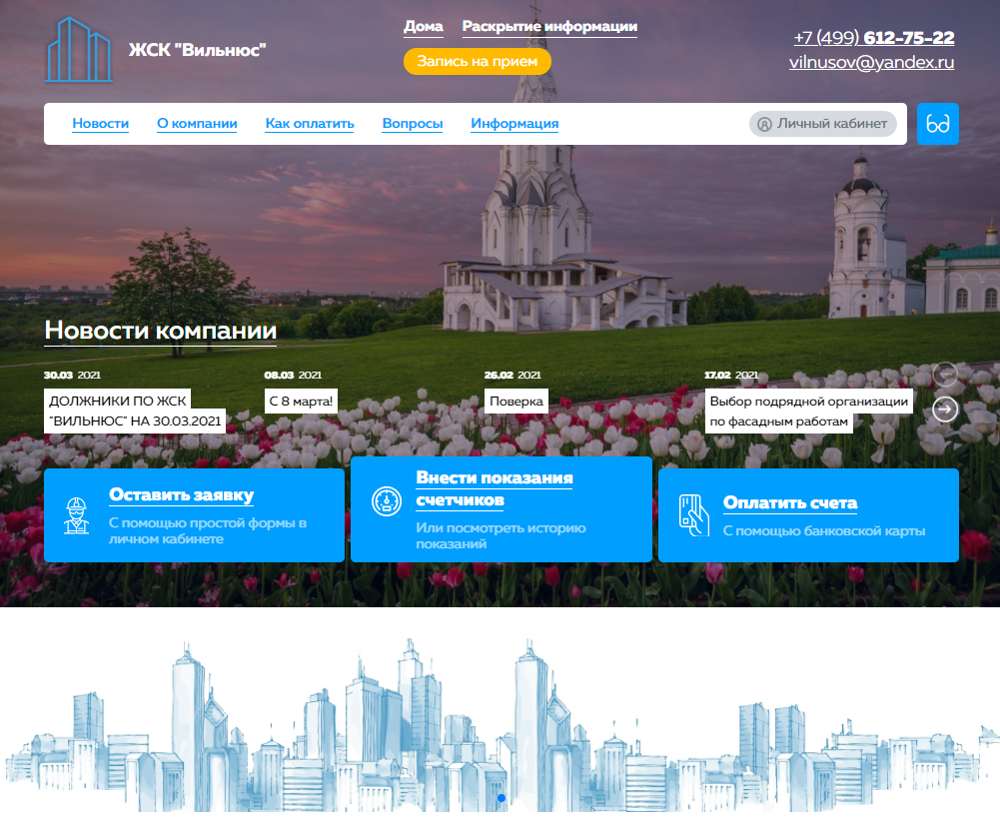 ЖСК "Вильнюс"
Дома Раскрытие информации
Запись на прием
+7 (499) 612-75-22
vilnusov@yandex.ru
Новости О компании Как оплатить Вопросы Информация Личный кабинет
Новости компании
30.03 2021
ДОЛЖНИКИ ПО ЖСК
"ВИЛЬНЮС" НА 30.03.2021
08.03 2021
С 8 марта!
26.02 2021
Поверка
17.02 2021
Выбор подрядной организации
по фасадным работам
Оставить заявку
С помощью простой формы в
личном кабинете
Внести показания
счетчиков
Или посмотреть историю
показаний
Оплатить счета
С помощью банковской карты